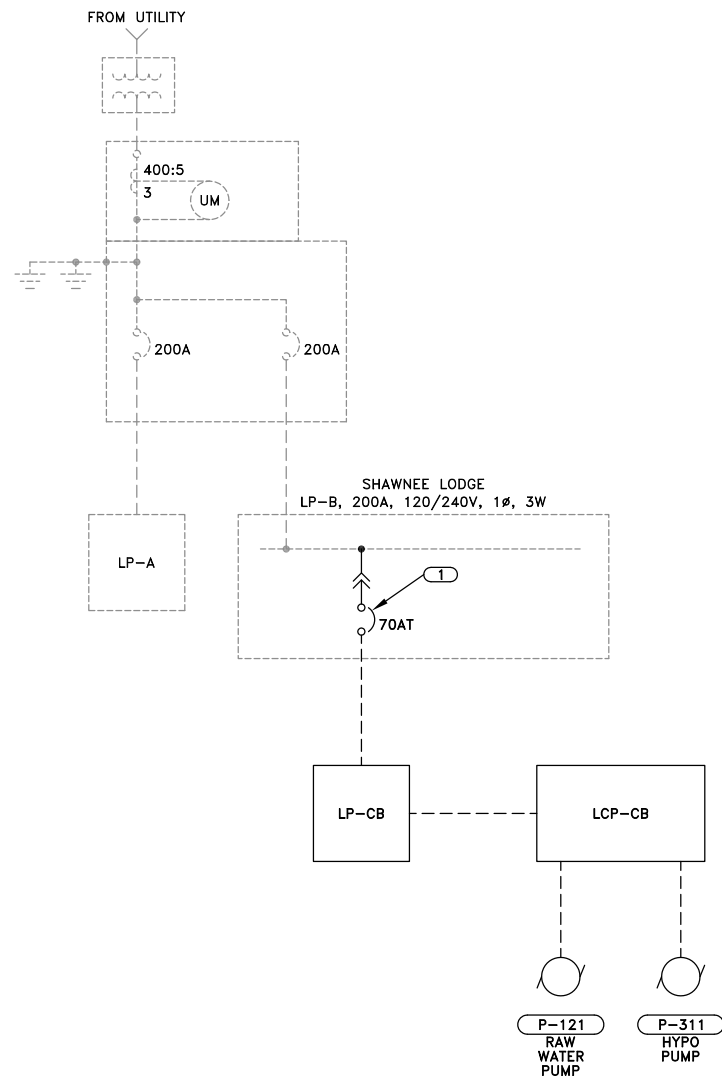 FROM UTILITY
400:5
3
UM
200A
200A
SHAWNEE LODGE
LP-B, 200A, 120/240V, 1ø, 3W
LP-A
1
70AT
LP-CB
LCP-CB
P-121
RAW
WATER
PUMP
P-311
HYPO
PUMP